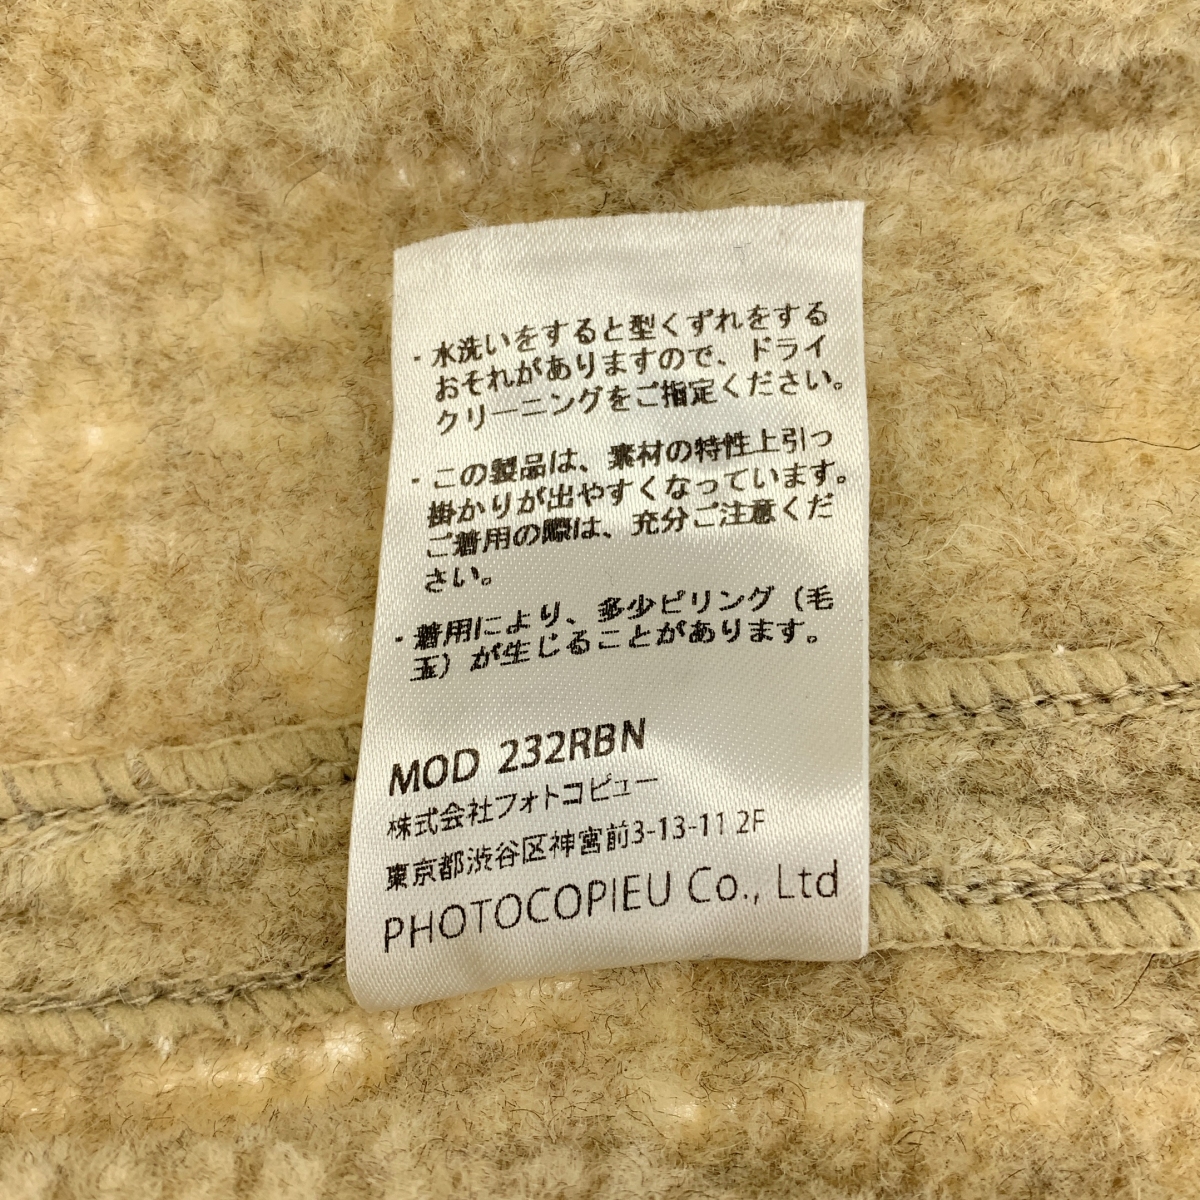 ・水洗いをすると型くずれをする
おそれがありますので、ドライ
クリーニングをご指定ください。
・この製品は、素材の特性上引っ
掛かりが出やすくなっています。
ご着用の際は、充分ご注意くだ
さい。
・着用により、多少ピリング（毛
玉）が生じることがあります。
MOD 232RBN
株式会社フォトコピュー
東京都渋谷区神宮前3-13-11 2F
PHOTOCOPIEU Co., Ltd